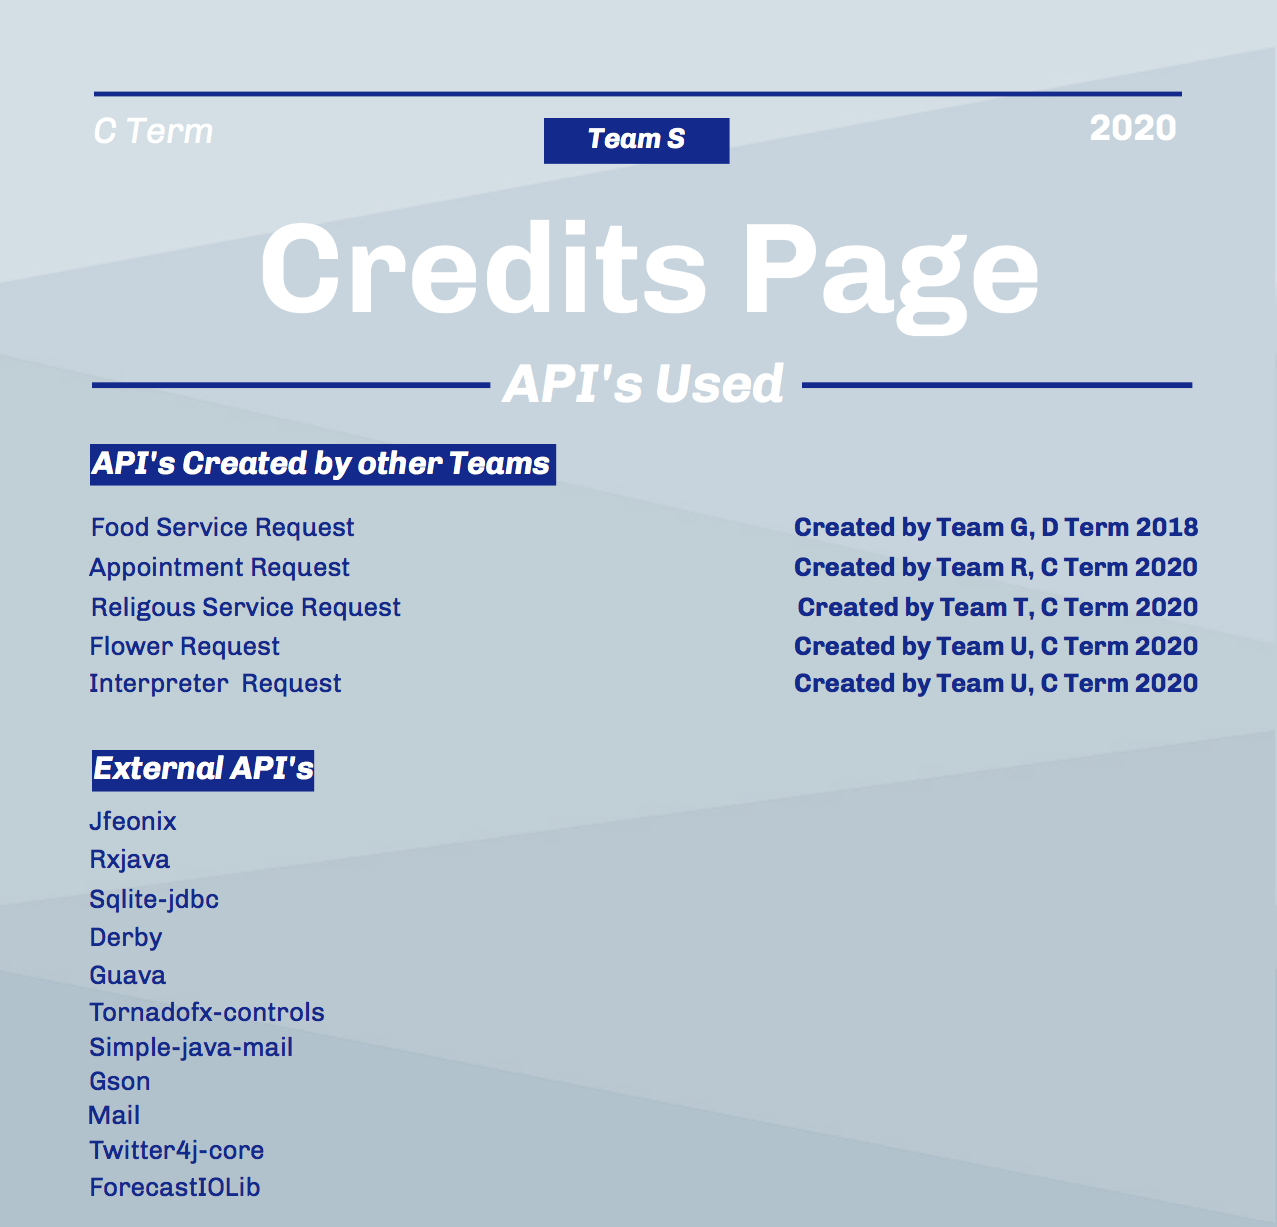 C Term
Team S
2020
Credits Page
API's Used
API's Created by other Teams
Food Service Request Created by Team G, D Term 2018
Appointment Request Created by Team R, C Term 2020
Religous Service Request Created by Team T, C Term 2020
Flower Request Created by Team U, C Term 2020
Interpreter Request Created by Team U, C Term 2020
External API's
Jfeonix
Rxjava
Sqlite-jdbc
Derby
Guava
Tornadofx-controls
Simple-java-mail
Gson
Mail
Twitter4j-core
ForecastIOLib